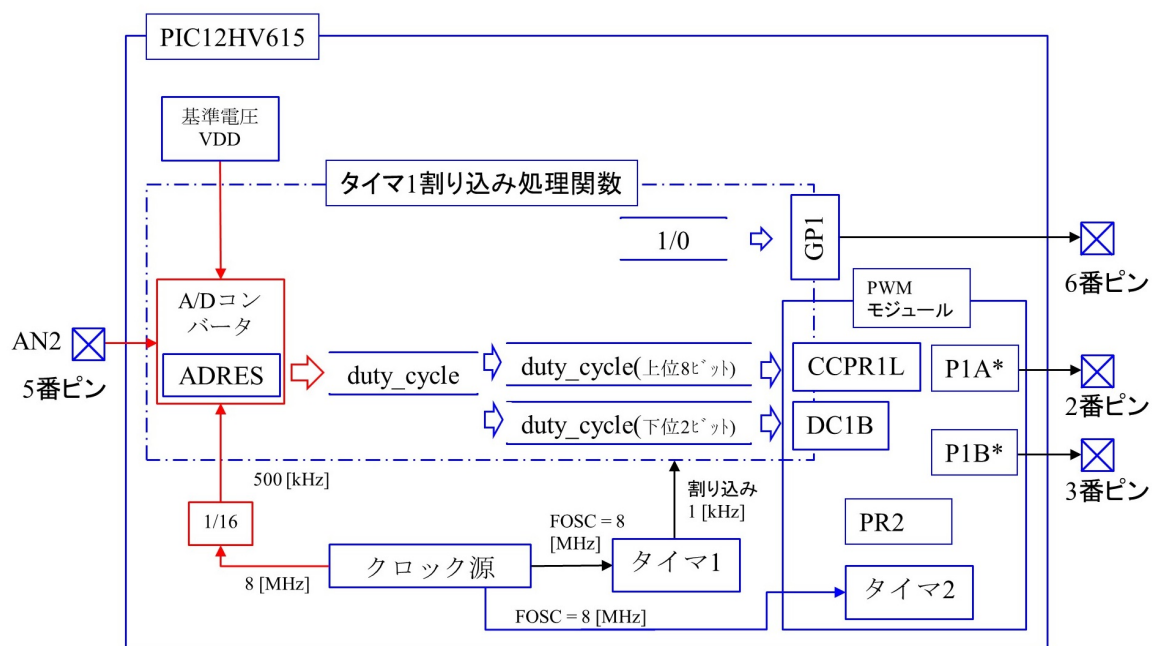 PIC12HV615
基準電圧
VDD
タイマ1割り込み処理関数
1/0
GP1
6番ピン
PWM
モジュール
A/Dコン
バータ
ADRES
AN2
5番ピン
duty_cycle
duty_cycle(上位8ﾋﾞｯﾄ)
duty_cycle(下位2ﾋﾞｯﾄ)
CCPR1L
DC1B
P1A*
2番ピン
P1B*
3番ピン
500 [kHz]
割り込み
1 [kHz]
1/16
FOSC = 8
[MHz]
PR2
8 [MHz]
クロック源
タイマ1
タイマ2
FOSC = 8 [MHz]